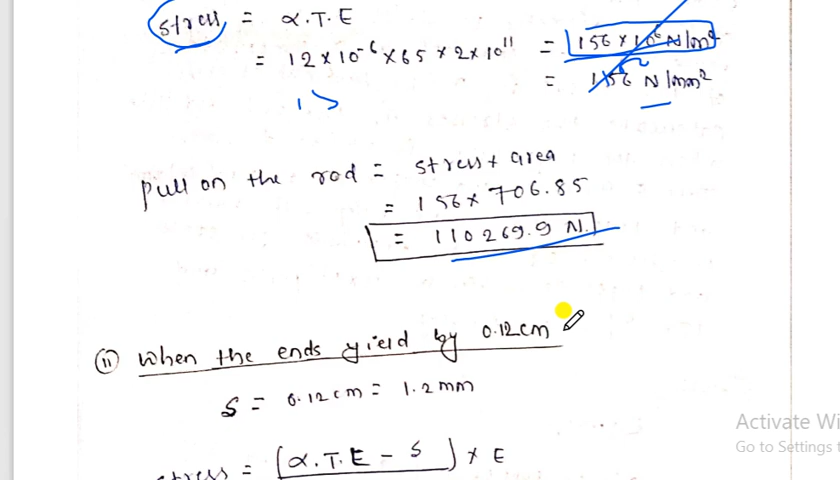 stress = α.T.E
= 12×10⁻⁶×65×2×10¹¹ = 156×10⁶ N/m²
= 156 N/mm²
Pull on the rod = stress × area
= 156 × 706.85
= 110269.9 N.
(ii) When the ends yield by 0.12cm
S = 0.12cm = 1.2mm
stress = (α.T.E - S) × E
Activate Wi
Go to Settings t